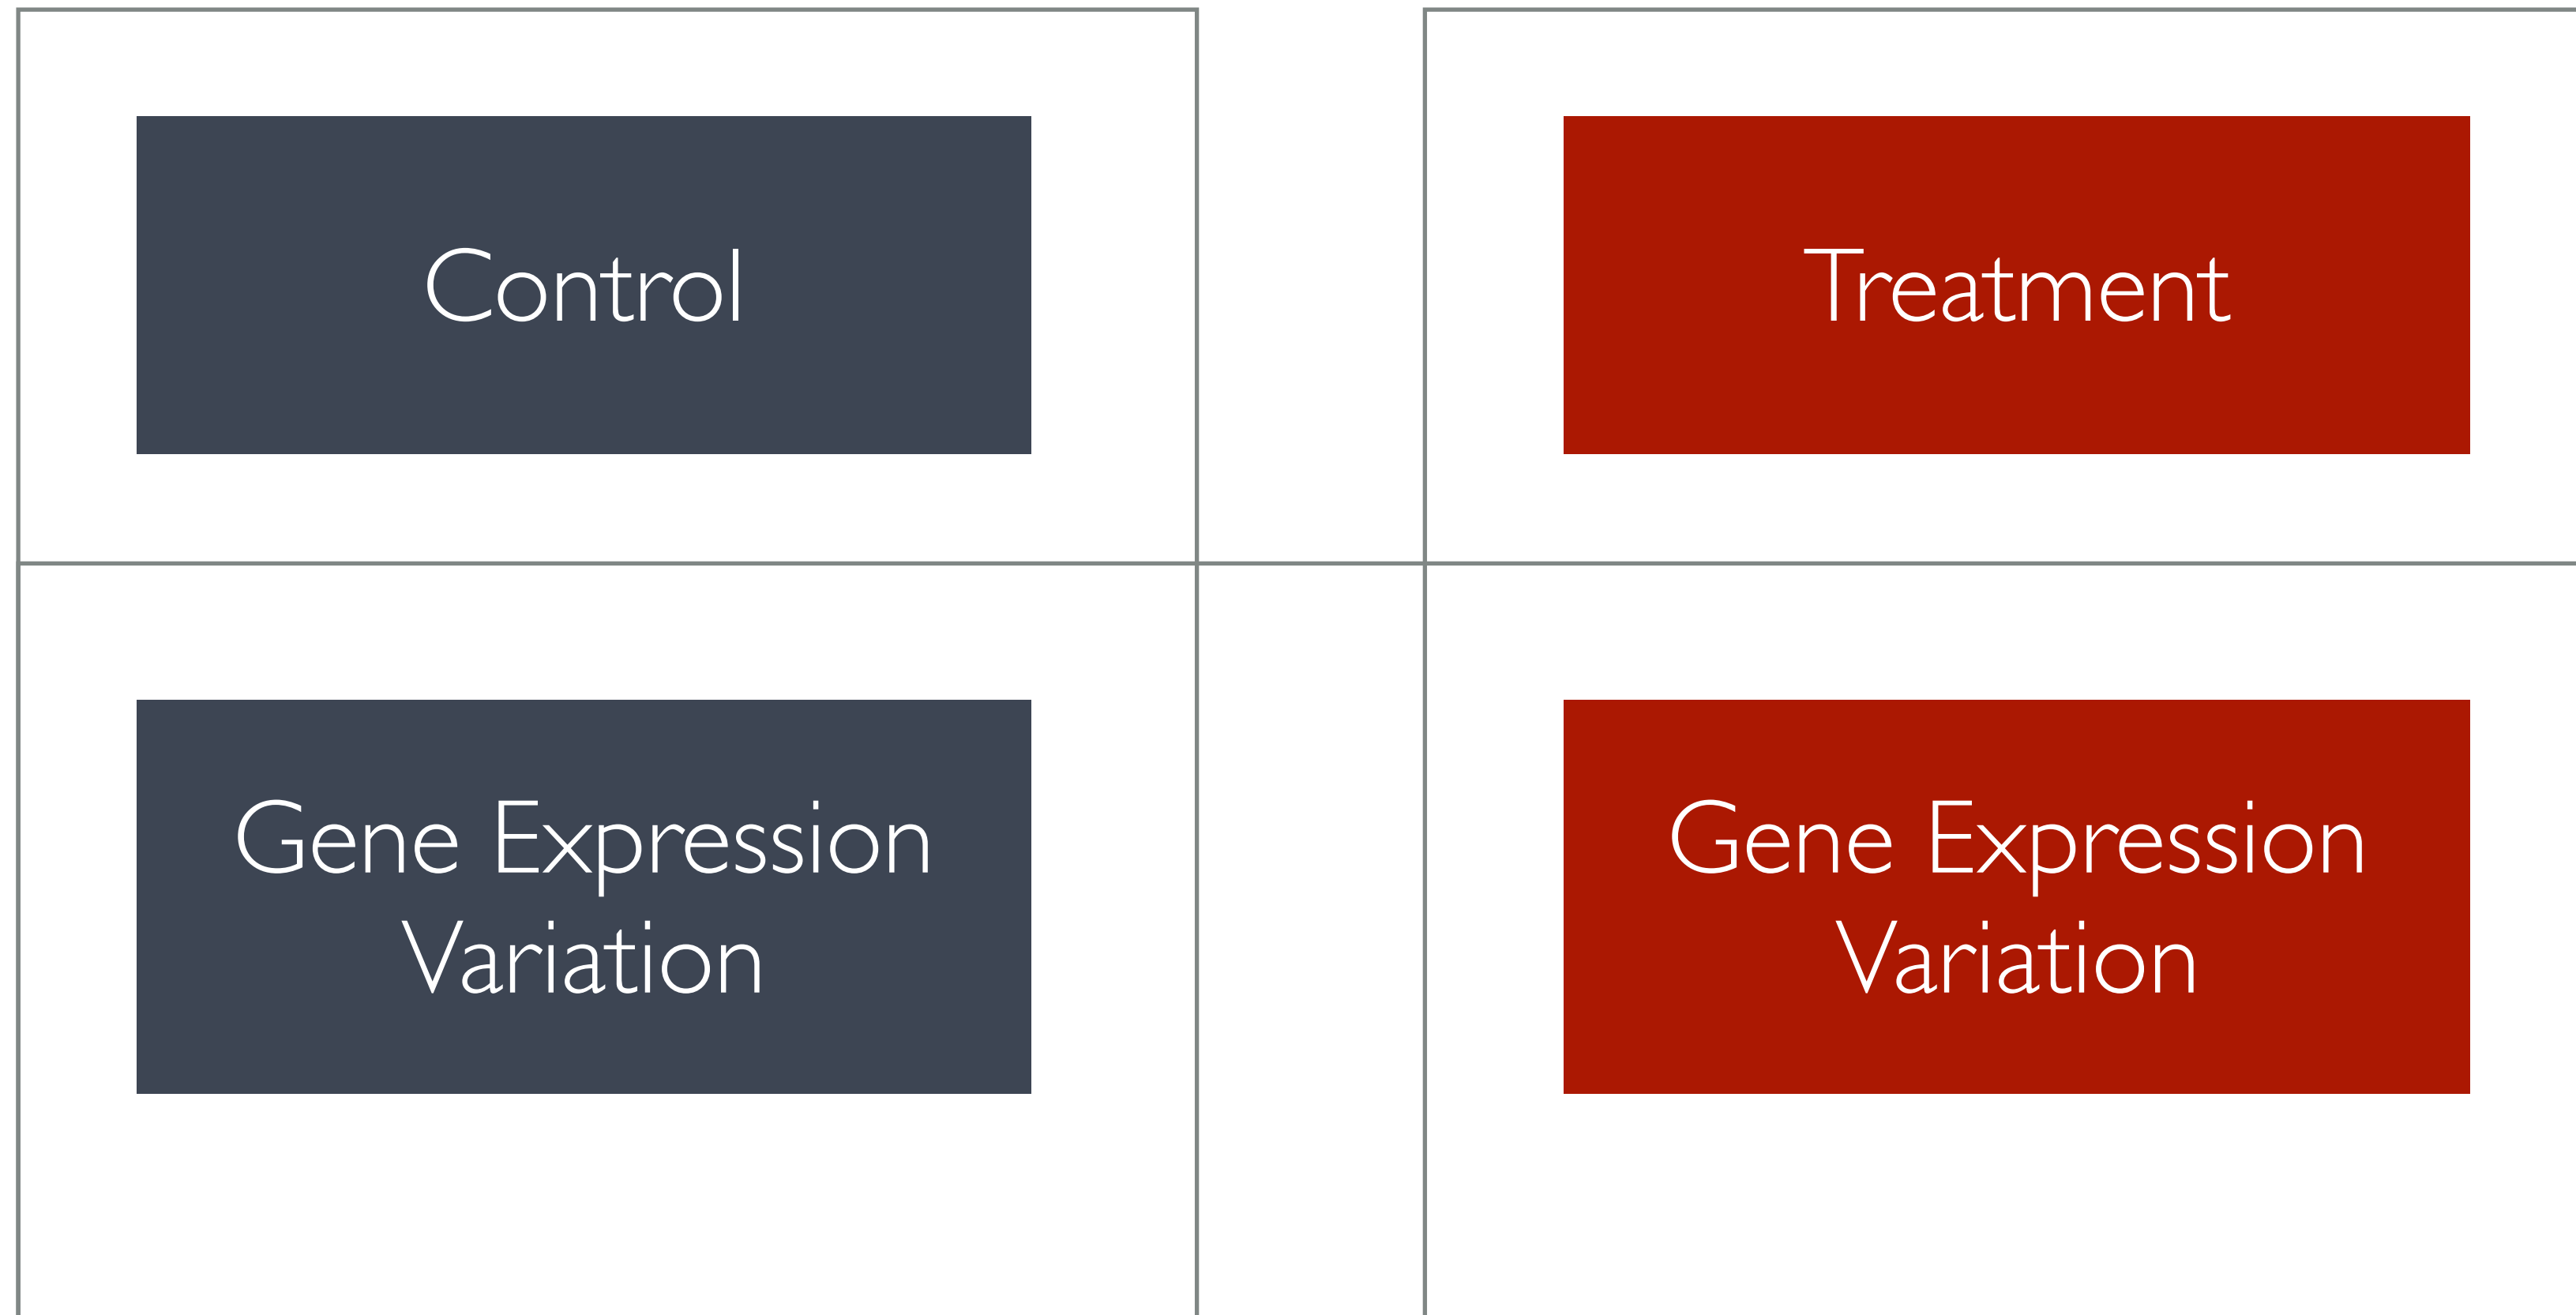 Control
Treatment
Gene Expression
Variation
Gene Expression
Variation